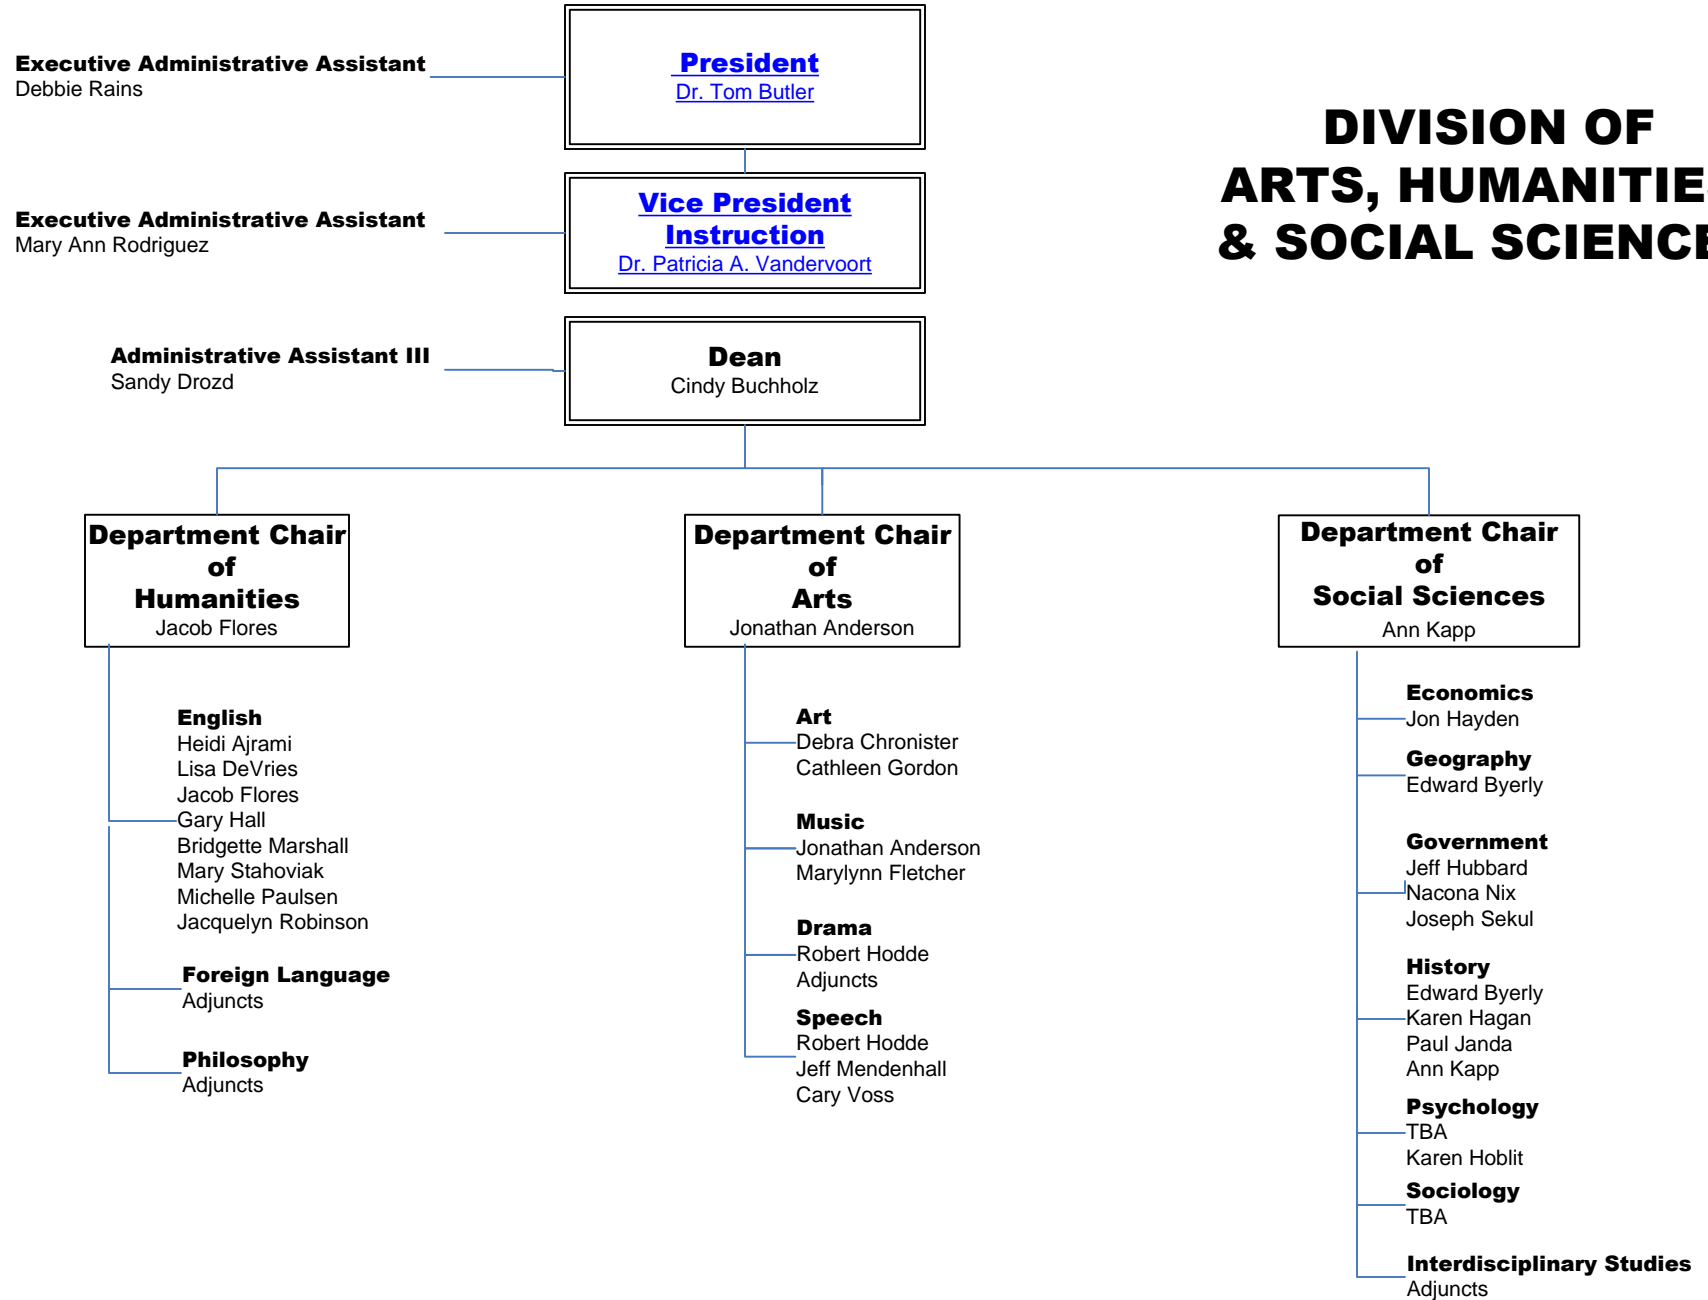 Executive Administrative Assistant
Debbie Rains
President
Dr. Tom Butler
DIVISION OF
ARTS, HUMANITIE
& SOCIAL SCIENCE
Executive Administrative Assistant
Mary Ann Rodriguez
Vice President
Instruction
Dr. Patricia A. Vandervoort
Administrative Assistant III
Sandy Drozd
Dean
Cindy Buchholz
Department Chair
of
Humanities
Jacob Flores
English
Heidi Ajrami
Lisa DeVries
Jacob Flores
Gary Hall
Bridgette Marshall
Mary Stahoviak
Michelle Paulsen
Jacquelyn Robinson
Foreign Language
Adjuncts
Philosophy
Adjuncts
Department Chair
of
Arts
Jonathan Anderson
Art
Debra Chronister
Cathleen Gordon
Music
Jonathan Anderson
Marylynn Fletcher
Drama
Robert Hodde
Adjuncts
Speech
Robert Hodde
Jeff Mendenhall
Cary Voss
Department Chair
of
Social Sciences
Ann Kapp
Economics
Jon Hayden
Geography
Edward Byerly
Government
Jeff Hubbard
Nacona Nix
Joseph Sekul
History
Edward Byerly
Karen Hagan
Paul Janda
Ann Kapp
Psychology
TBA
Karen Hoblit
Sociology
TBA
Interdisciplinary Studies
Adjuncts